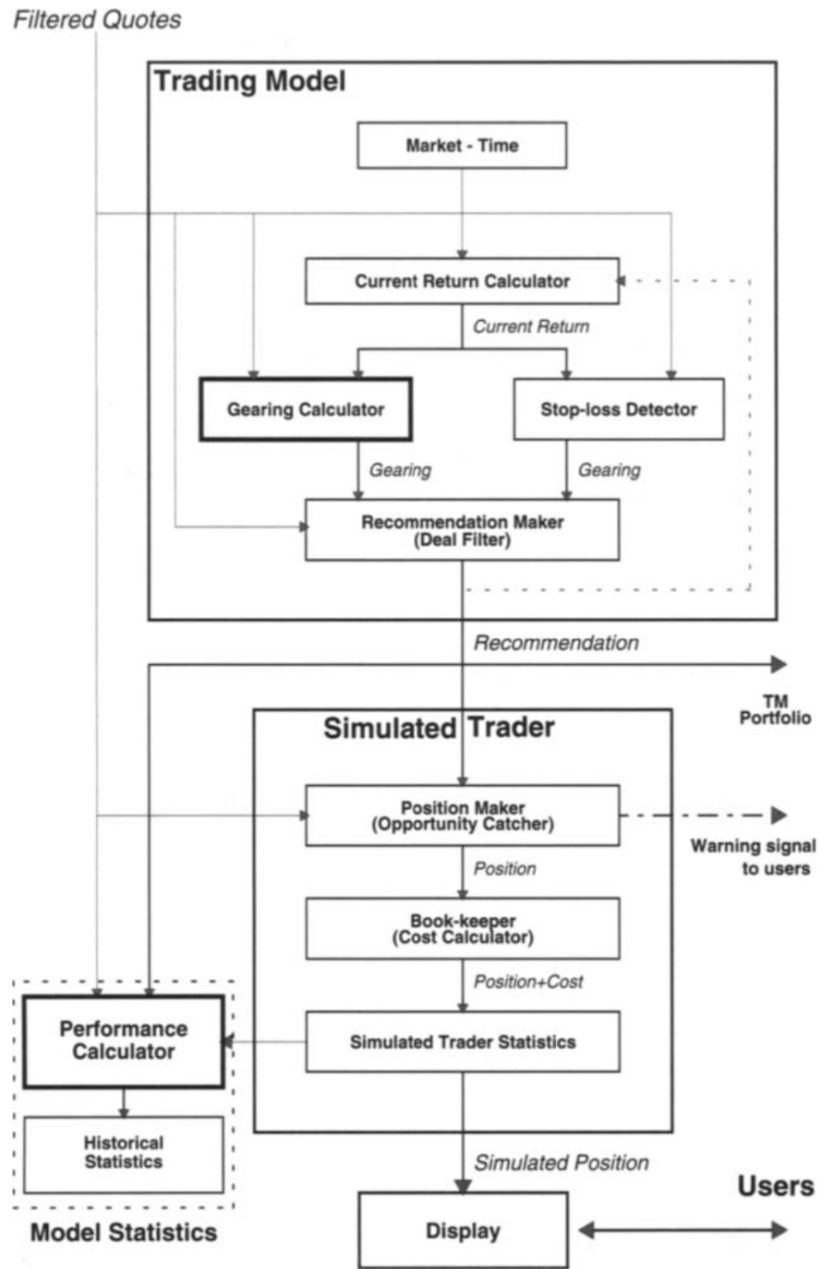 Filtered Quotes
Trading Model
Market - Time
Current Return Calculator
Current Return
Gearing Calculator
Stop-loss Detector
Gearing
Gearing
Recommendation Maker
(Deal Filter)
Recommendation
TM
Portfolio
Simulated Trader
Position Maker
(Opportunity Catcher)
Warning signal
to users
Position
Book-keeper
(Cost Calculator)
Position+Cost
Performance
Calculator
Simulated Trader Statistics
Historical
Statistics
Simulated Position
Users
Model Statistics
Display